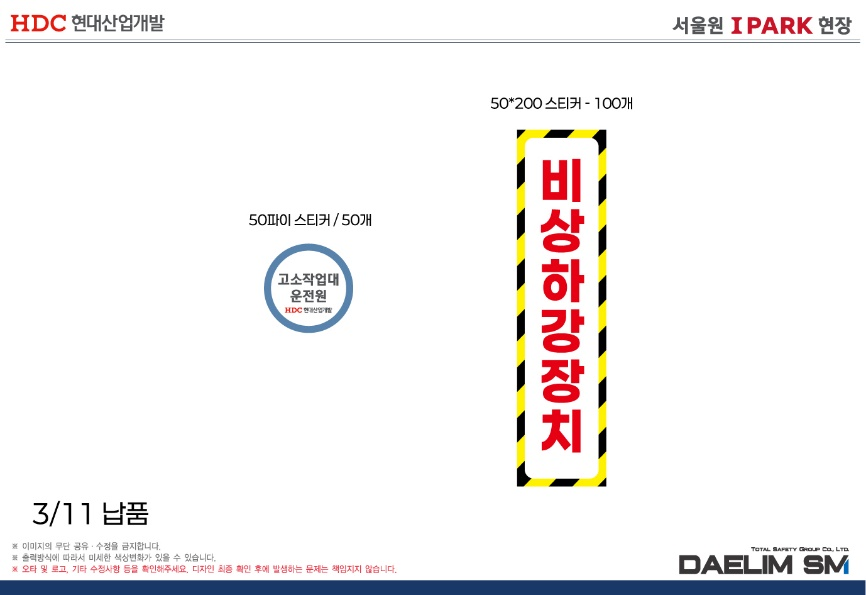 HDC 현대산업개발
서울원 IPARK 현장
50*200 스티커 - 100개
50파이 스티커 / 50개
고소작업대
운전원
HDC 현대산업개발
비
상
하
강
장
치
3/11 납품
※ 이미지의 무단 공유 · 수정을 금지합니다.
※ 출력방식에 따라서 미세한 색상변화가 있을 수 있습니다.
※ 오타 및 로고, 기타 수정사항 등을 확인해주세요. 디자인 최종 확인 후에 발생하는 문제는 책임지지 않습니다.
TOTAL SAFETY GROUP CO., LTD.
DAELIM SM